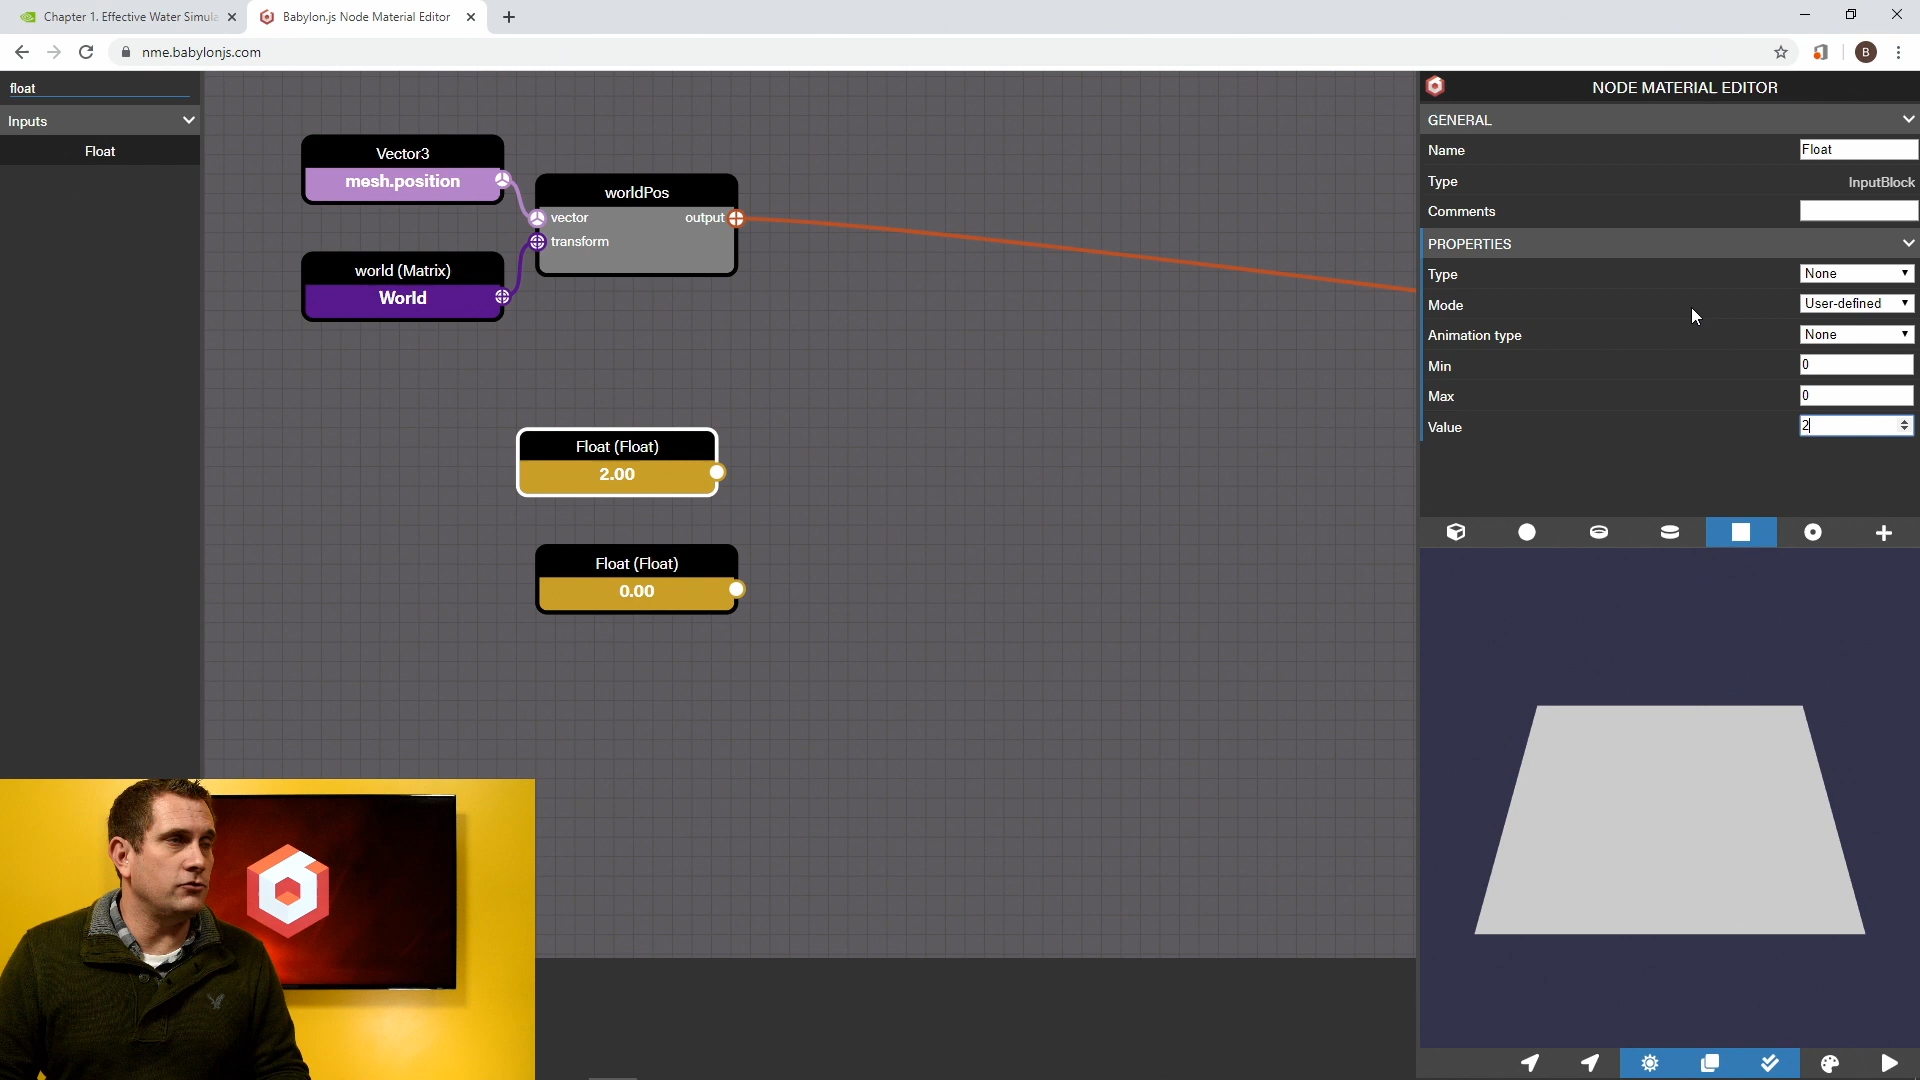 Chapter 1. Effective Water Simula
Babylon.js Node Material Editor
nme.babylonjs.com
B
float
Inputs
Float
Vector3
mesh.position
world (Matrix)
World
worldPos
vector
output
transform
Float (Float)
2.00
Float (Float)
0.00
NODE MATERIAL EDITOR
GENERAL
Name
Float
Type
InputBlock
Comments
PROPERTIES
Type
None
Mode
User-defined
Animation type
None
Min
0
Max
0
Value
2